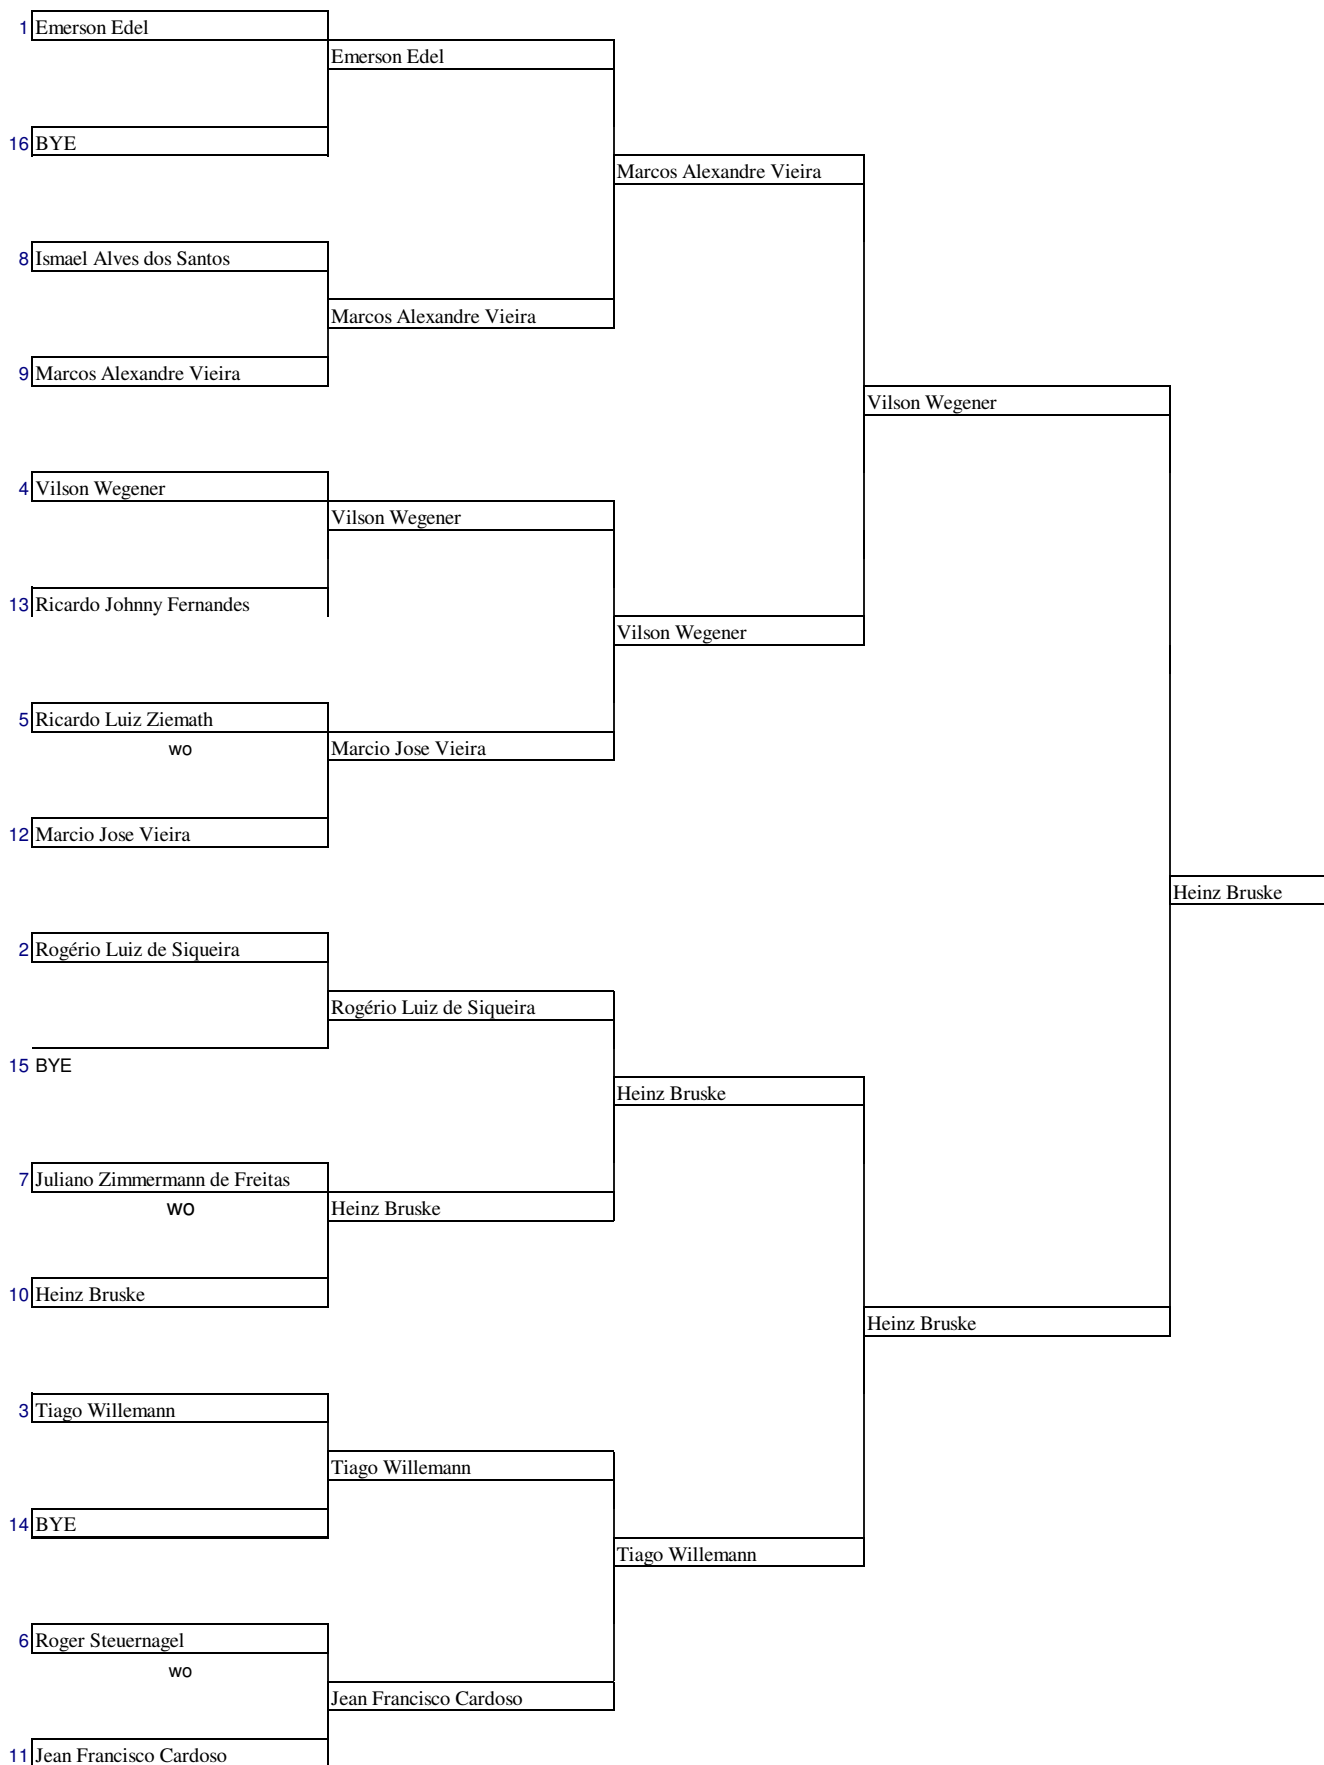 1 Emerson Edel
Emerson Edel
16 BYE
Marcos Alexandre Vieira
8 Ismael Alves dos Santos
Marcos Alexandre Vieira
9 Marcos Alexandre Vieira
Vilson Wegener
4 Vilson Wegener
Vilson Wegener
13 Ricardo Johnny Fernandes
Vilson Wegener
5 Ricardo Luiz Ziemath
wo Marcio Jose Vieira
12 Marcio Jose Vieira
Heinz Bruske
2 Rogério Luiz de Siqueira
Rogério Luiz de Siqueira
15 BYE
Heinz Bruske
7 Juliano Zimmermann de Freitas
WO Heinz Bruske
10 Heinz Bruske
Heinz Bruske
3 Tiago Willemann
Tiago Willemann
14 BYE
Tiago Willemann
6 Roger Steuernagel
wo
Jean Francisco Cardoso
11 Jean Francisco Cardoso